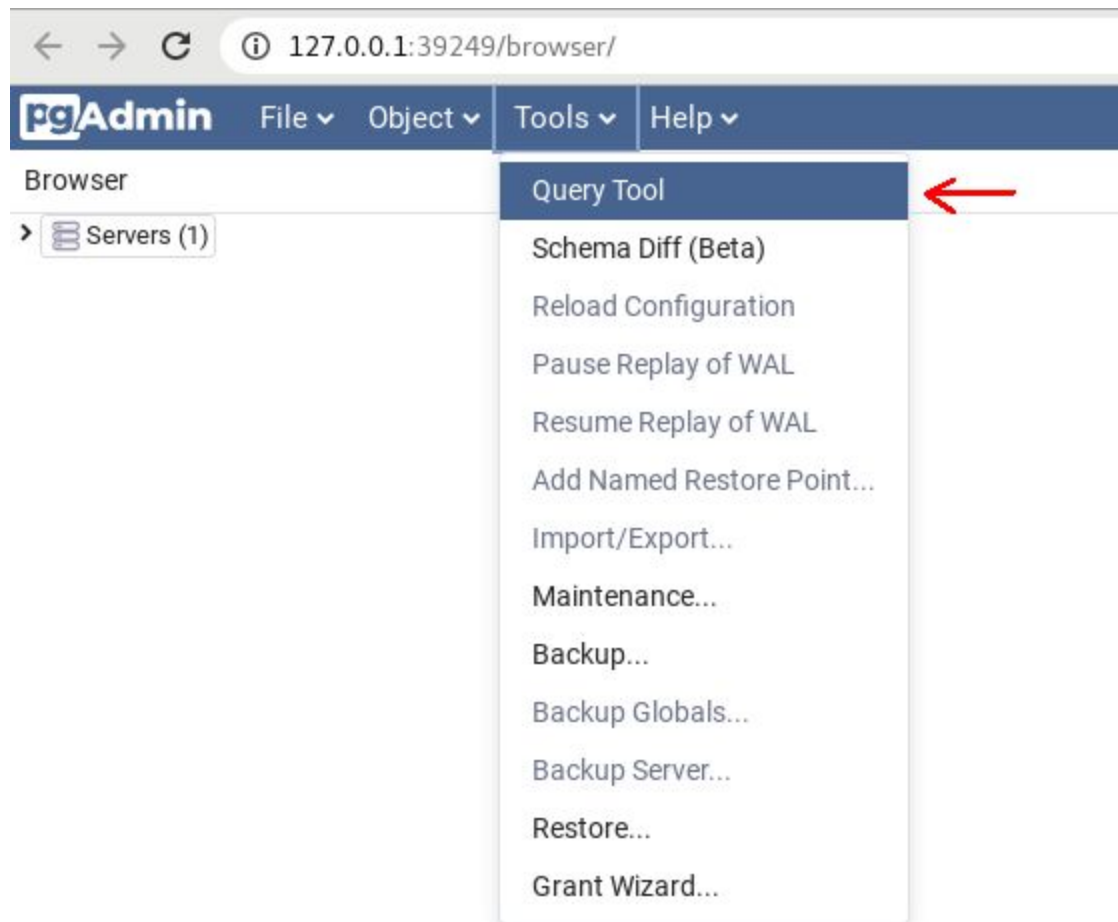 127.0.0.1:39249/browser/
pgAdmin File Object Tools Help
Browser
Servers (1)
Query Tool
Schema Diff (Beta)
Reload Configuration
Pause Replay of WAL
Resume Replay of WAL
Add Named Restore Point...
Import/Export...
Maintenance...
Backup...
Backup Globals...
Backup Server...
Restore...
Grant Wizard...